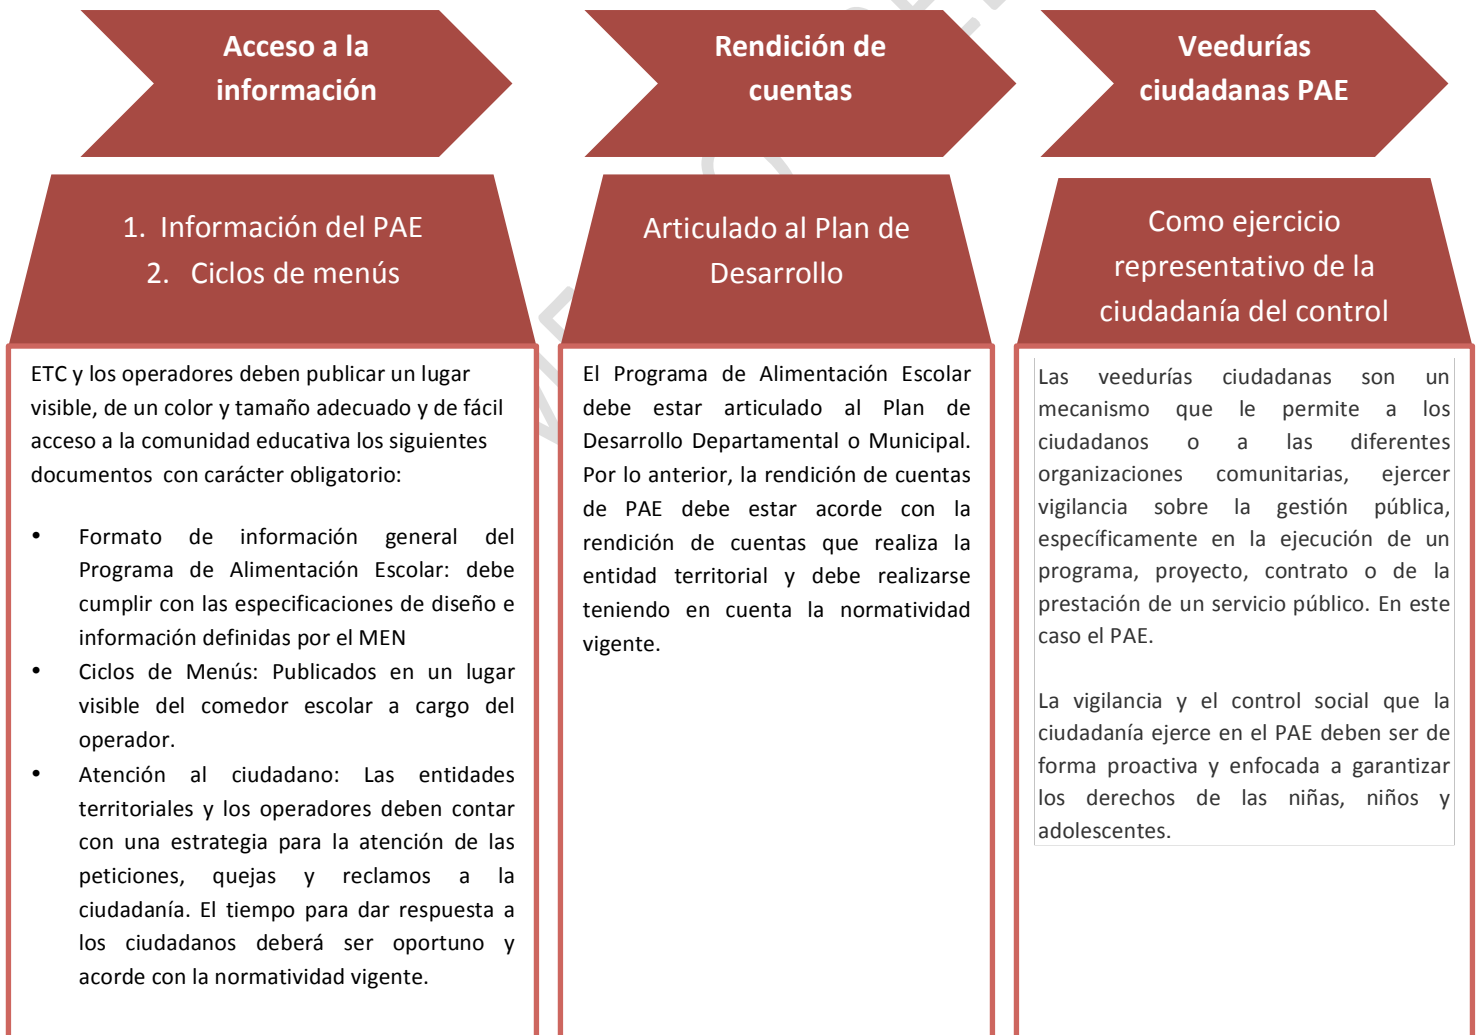 Acceso a la
información
1. Información del PAE
2. Ciclos de menús
ETC y los operadores deben publicar un lugar
visible, de un color y tamaño adecuado y de fácil
acceso a la comunidad educativa los siguientes
documentos con carácter obligatorio:
• Formato de información general del
Programa de Alimentación Escolar: debe
cumplir con las especificaciones de diseño e
información definidas por el MEN
• Ciclos de Menús: Publicados en un lugar
visible del comedor escolar a cargo del
operador.
• Atención al ciudadano: Las entidades
territoriales y los operadores deben contar
con una estrategia para la atención de las
peticiones, quejas y reclamos a la
ciudadanía. El tiempo para dar respuesta a
los ciudadanos deberá ser oportuno y
acorde con la normatividad vigente.
Rendición de
cuentas
Articulado al Plan de
Desarrollo
El Programa de Alimentación Escolar
debe estar articulado al Plan de
Desarrollo Departamental o Municipal.
Por lo anterior, la rendición de cuentas
de PAE debe estar acorde con la
rendición de cuentas que realiza la
entidad territorial y debe realizarse
teniendo en cuenta la normatividad
vigente.
Veedurías
ciudadanas PAE
Como ejercicio
representativo de la
ciudadanía del control
Las veedurías ciudadanas son un
mecanismo que le permite a los
ciudadanos o a las diferentes
organizaciones comunitarias, ejercer
vigilancia sobre la gestión pública,
específicamente en la ejecución de un
programa, proyecto, contrato o de la
prestación de un servicio público. En este
caso el PAE.
La vigilancia y el control social que la
ciudadanía ejerce en el PAE deben ser de
forma proactiva y enfocada a garantizar
los derechos de las niñas, niños y
adolescentes.